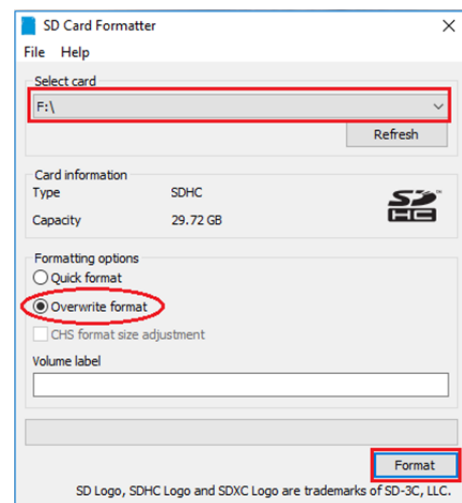 SD Card Formatter
File Help
Select card
F:\
Refresh
Card information
Type SDHC
Capacity 29.72 GB
SD HC
Formatting options
Quick format
Overwrite format
CHS format size adjustment
Volume label
Format
SD Logo, SDHC Logo and SDXC Logo are trademarks of SD-3C, LLC.